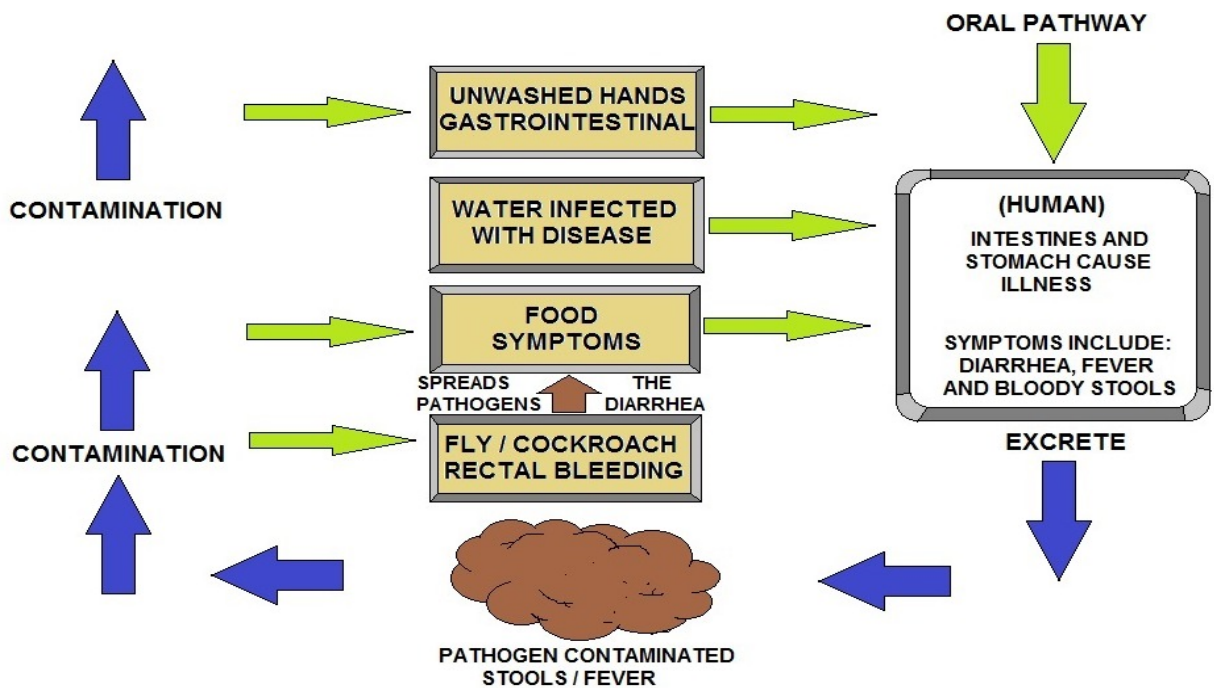 ORAL PATHWAY
UNWASHED HANDS
GASTROINTESTINAL
CONTAMINATION
WATER INFECTED
WITH DISEASE
(HUMAN)
INTESTINES AND
STOMACH CAUSE
ILLNESS
SYMPTOMS INCLUDE:
DIARRHEA, FEVER
AND BLOODY STOOLS
FOOD
SYMPTOMS
SPREADS
PATHOGENS
THE
DIARRHEA
CONTAMINATION
FLY / COCKROACH
RECTAL BLEEDING
EXCRETE
PATHOGEN CONTAMINATED
STOOLS / FEVER